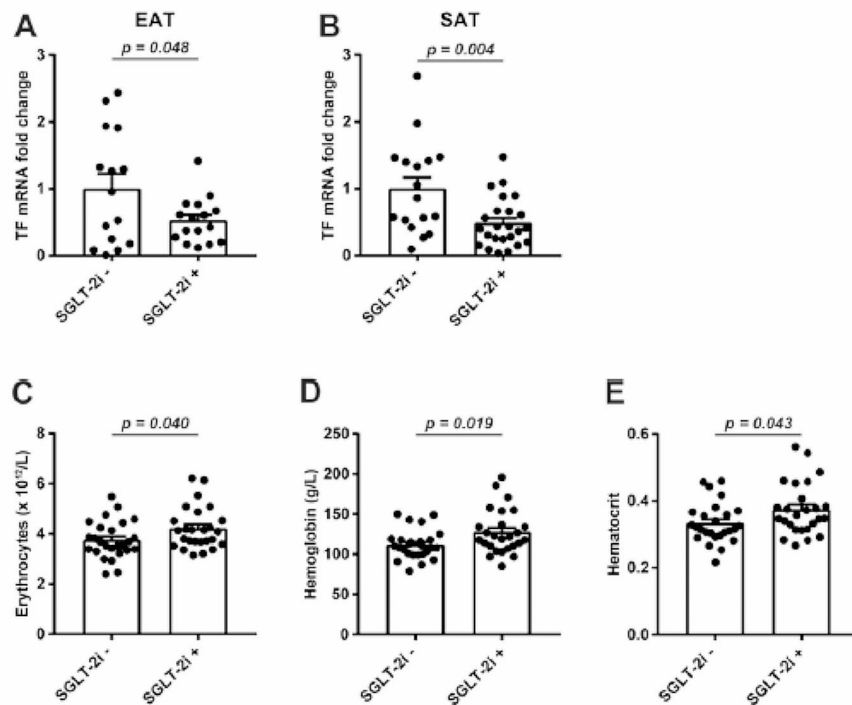 A
EAT
p = 0.048
TF mRNA fold change
3
2
1
0
SGLT-2i -
SGLT-2i +
B
SAT
p = 0.004
TF mRNA fold change
3
2
1
0
SGLT-2i -
SGLT-2i +
C
p = 0.040
Erythrocytes (x 10¹²/L)
8
6
4
2
0
SGLT-2i -
SGLT-2i +
D
p = 0.019
Hemoglobin (g/L)
250
200
150
100
50
0
SGLT-2i -
SGLT-2i +
E
p = 0.043
Hematocrit
0.6
0.4
0.2
0.0
SGLT-2i -
SGLT-2i +